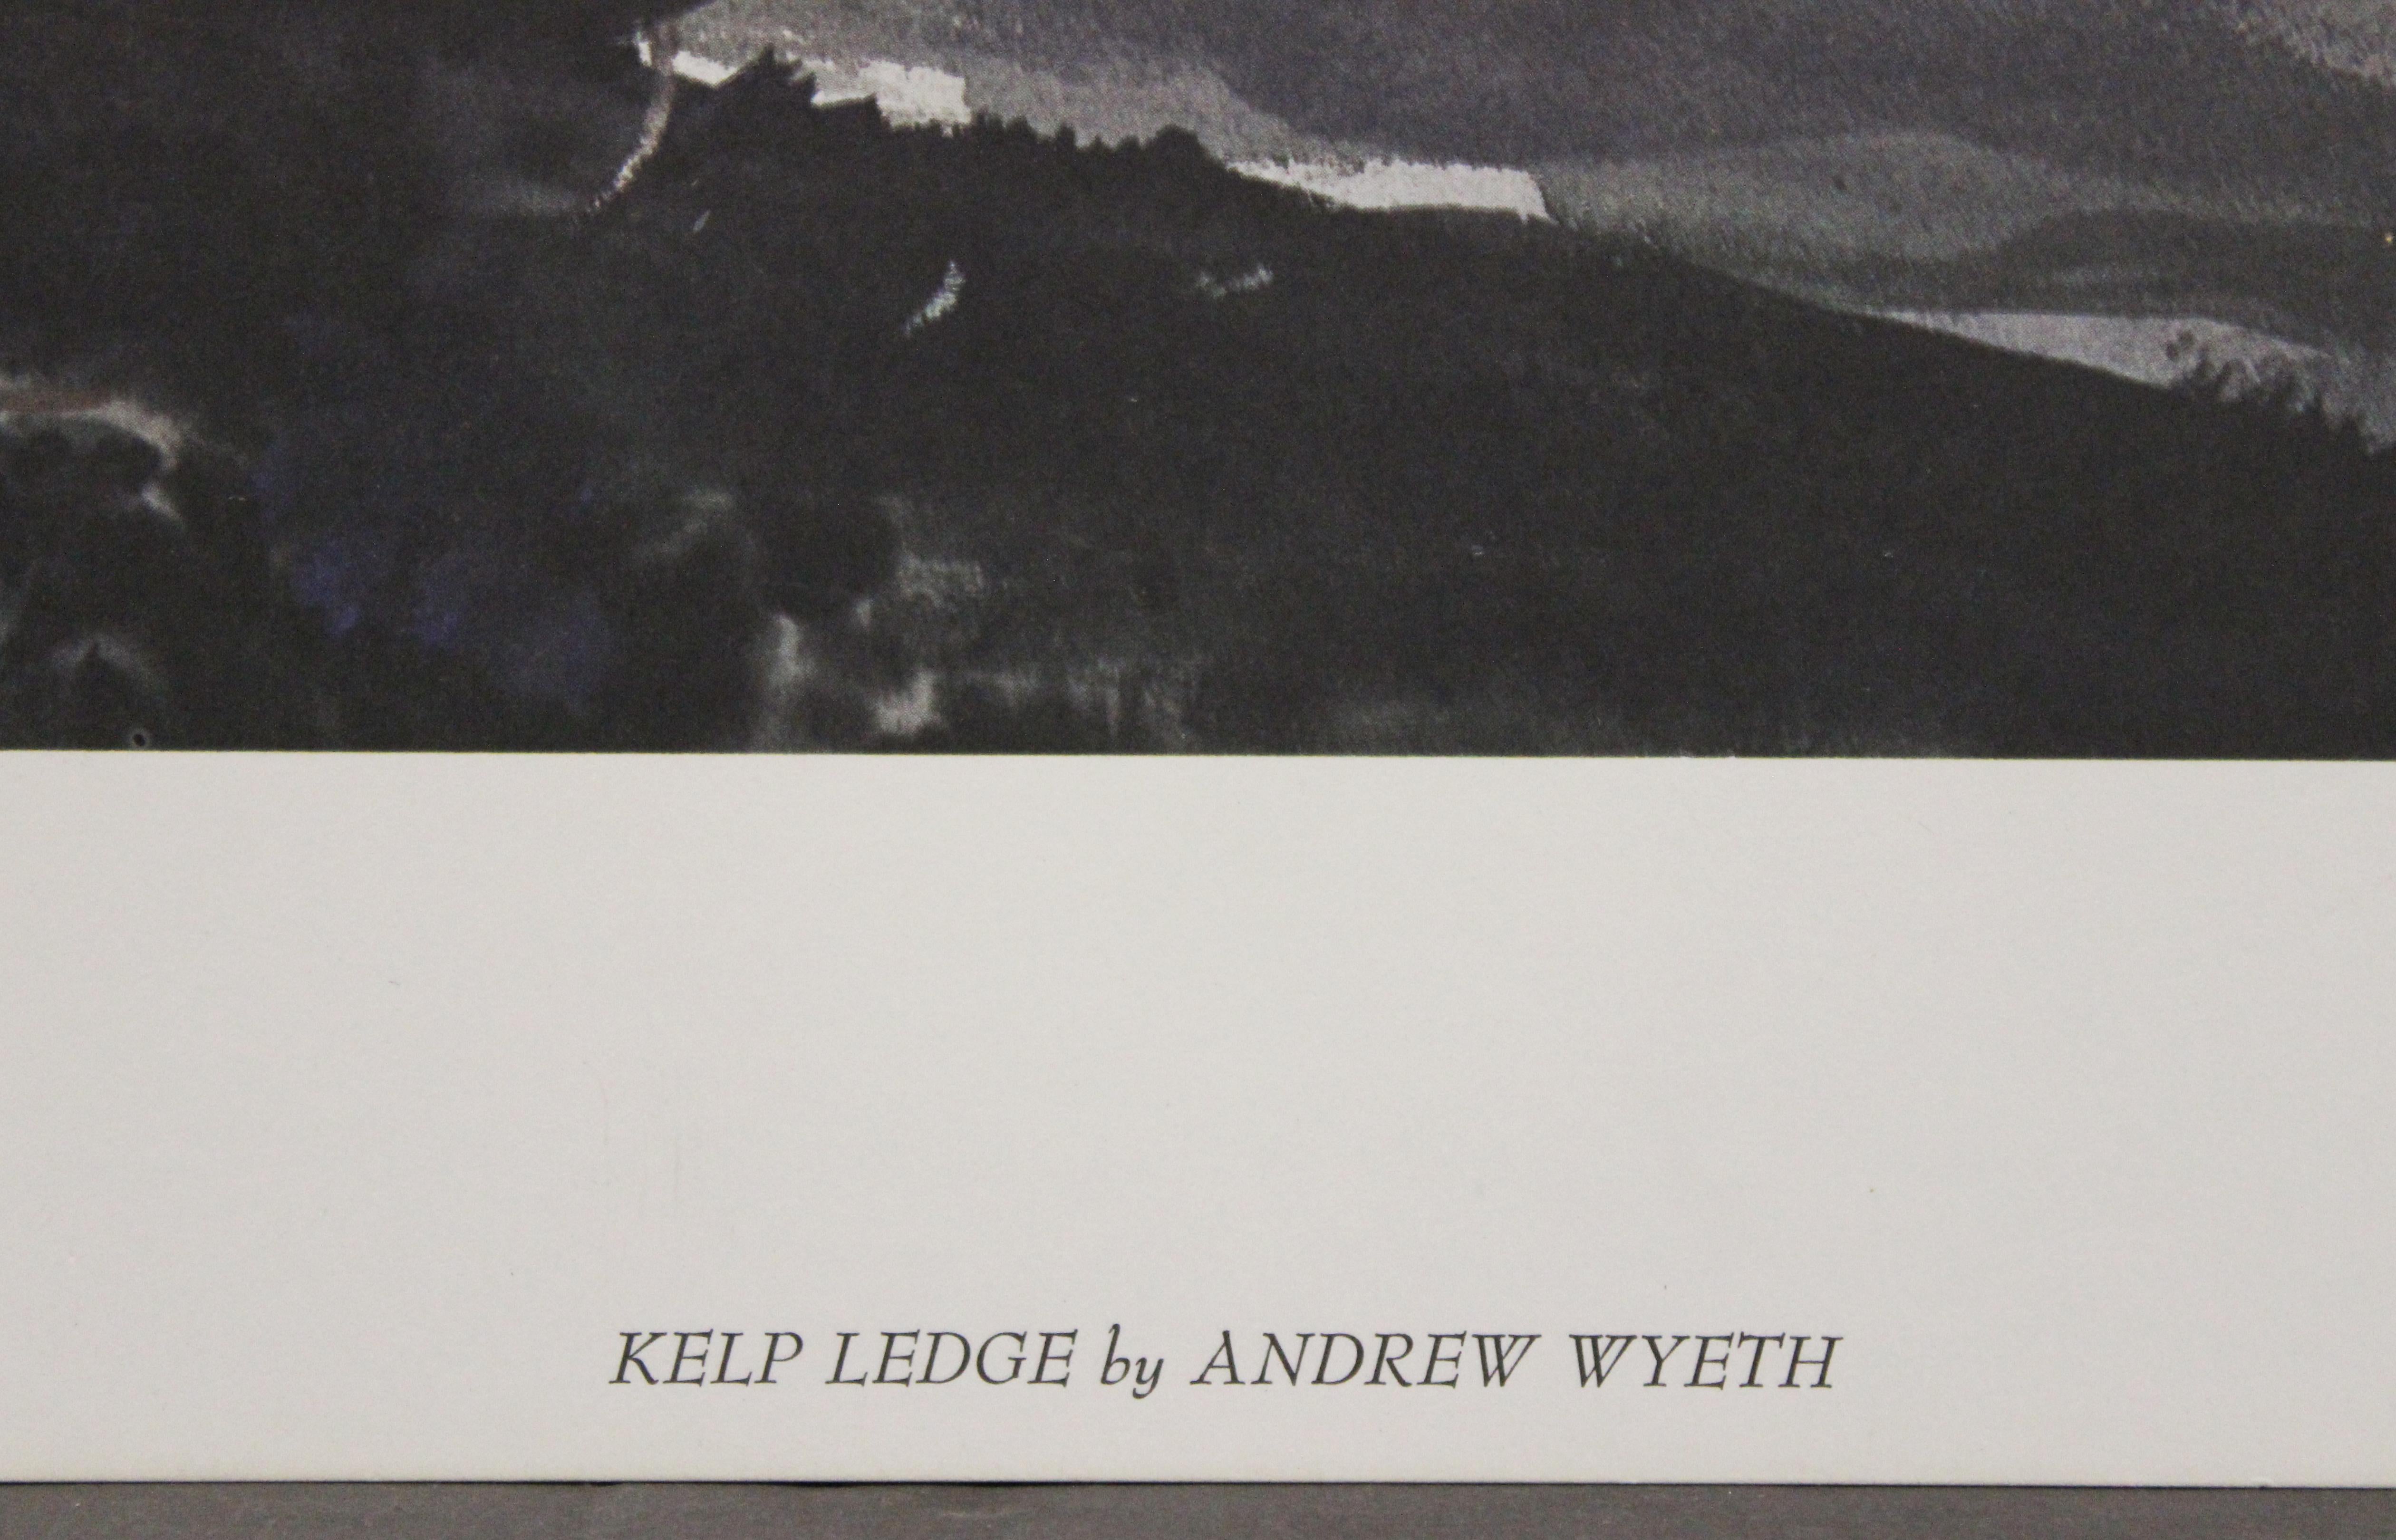 KELP LEDGE by ANDREW WYETH